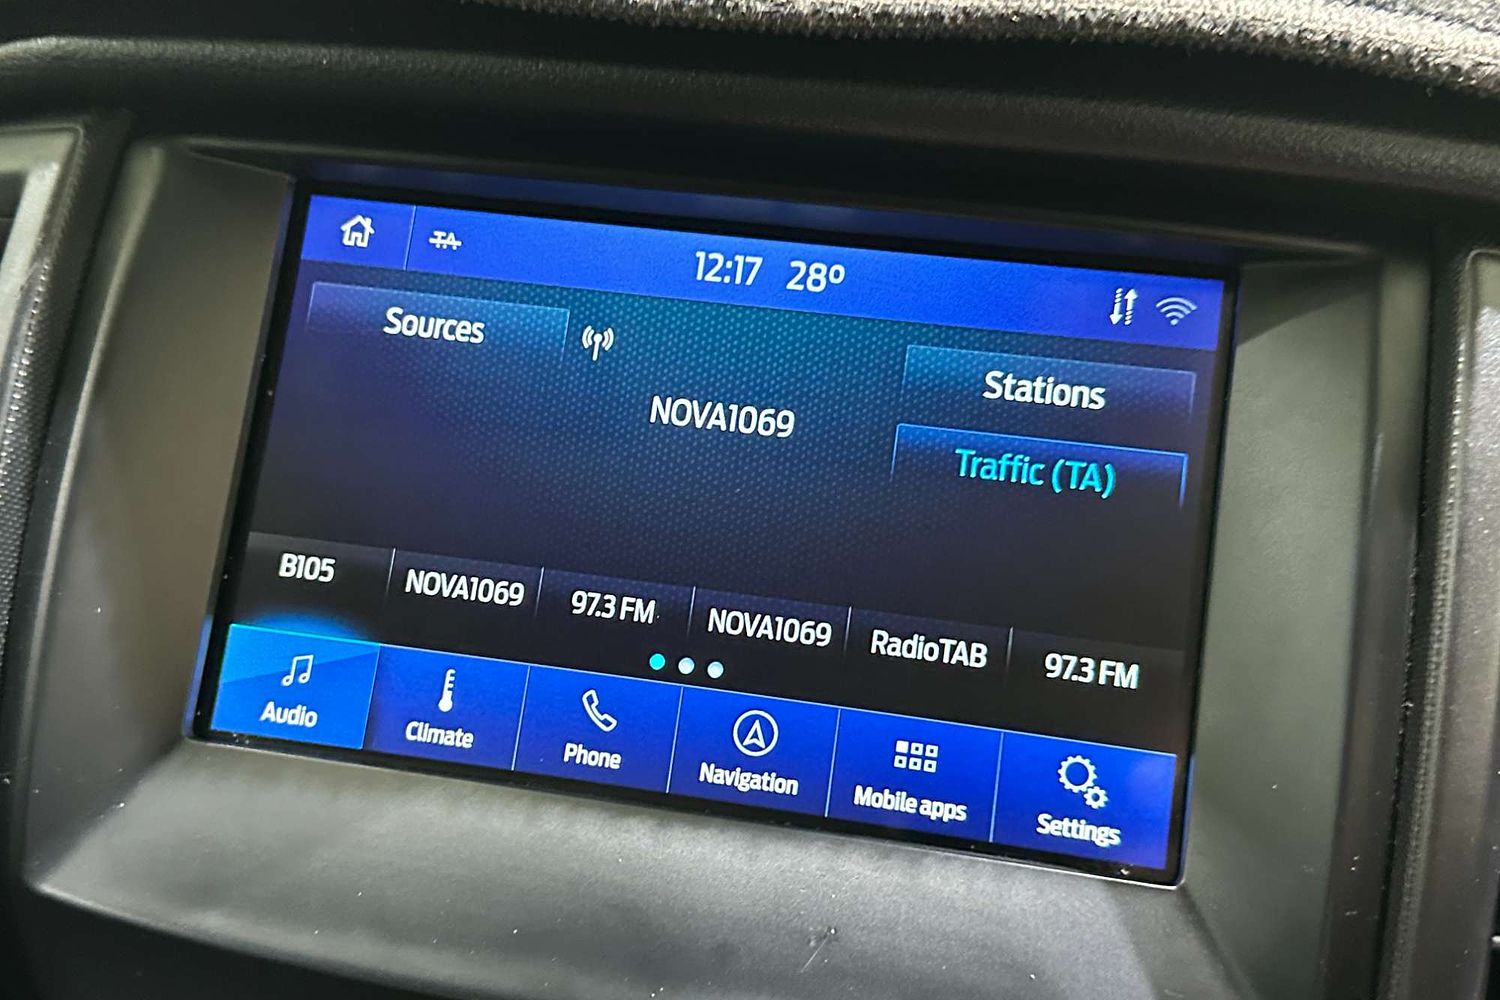 TA
12:17 28º
Sources
Stations
NOVA1069
Traffic (TA)
B105
NOVA1069
97.3 FM
NOVA1069
RadioTAB
97.3 FM
Audio
Climate
Phone
Navigation
Mobile apps
Settings